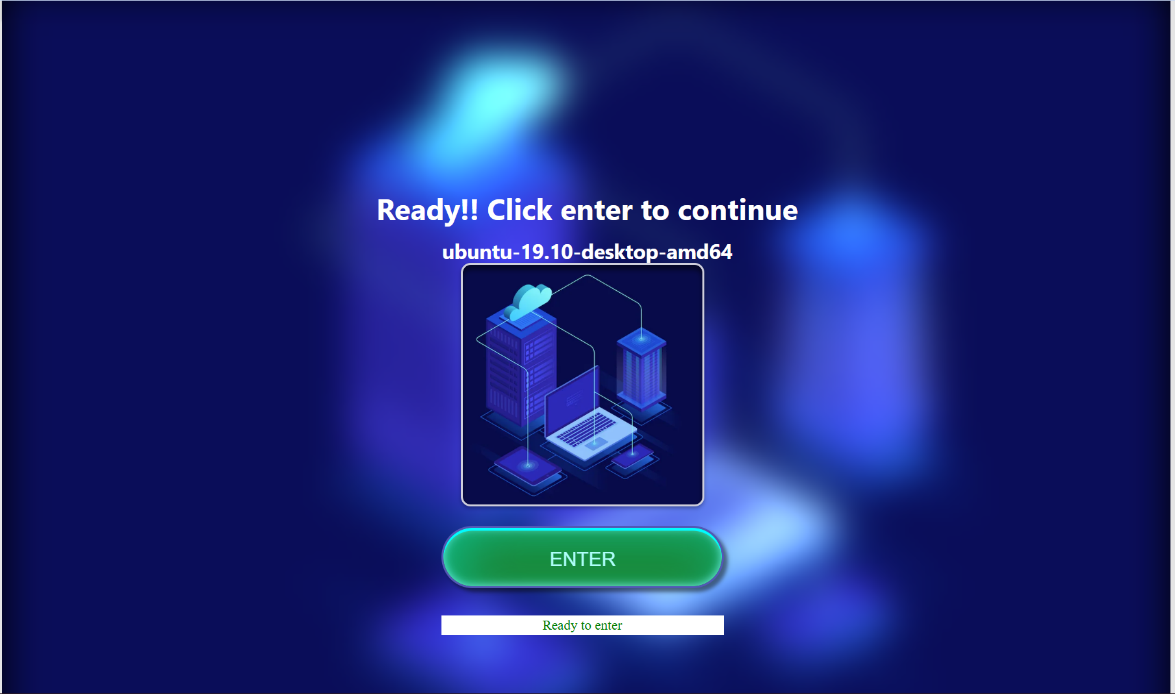 Ready!! Click enter to continue
ubuntu-19.10-desktop-amd64
ENTER
Ready to enter